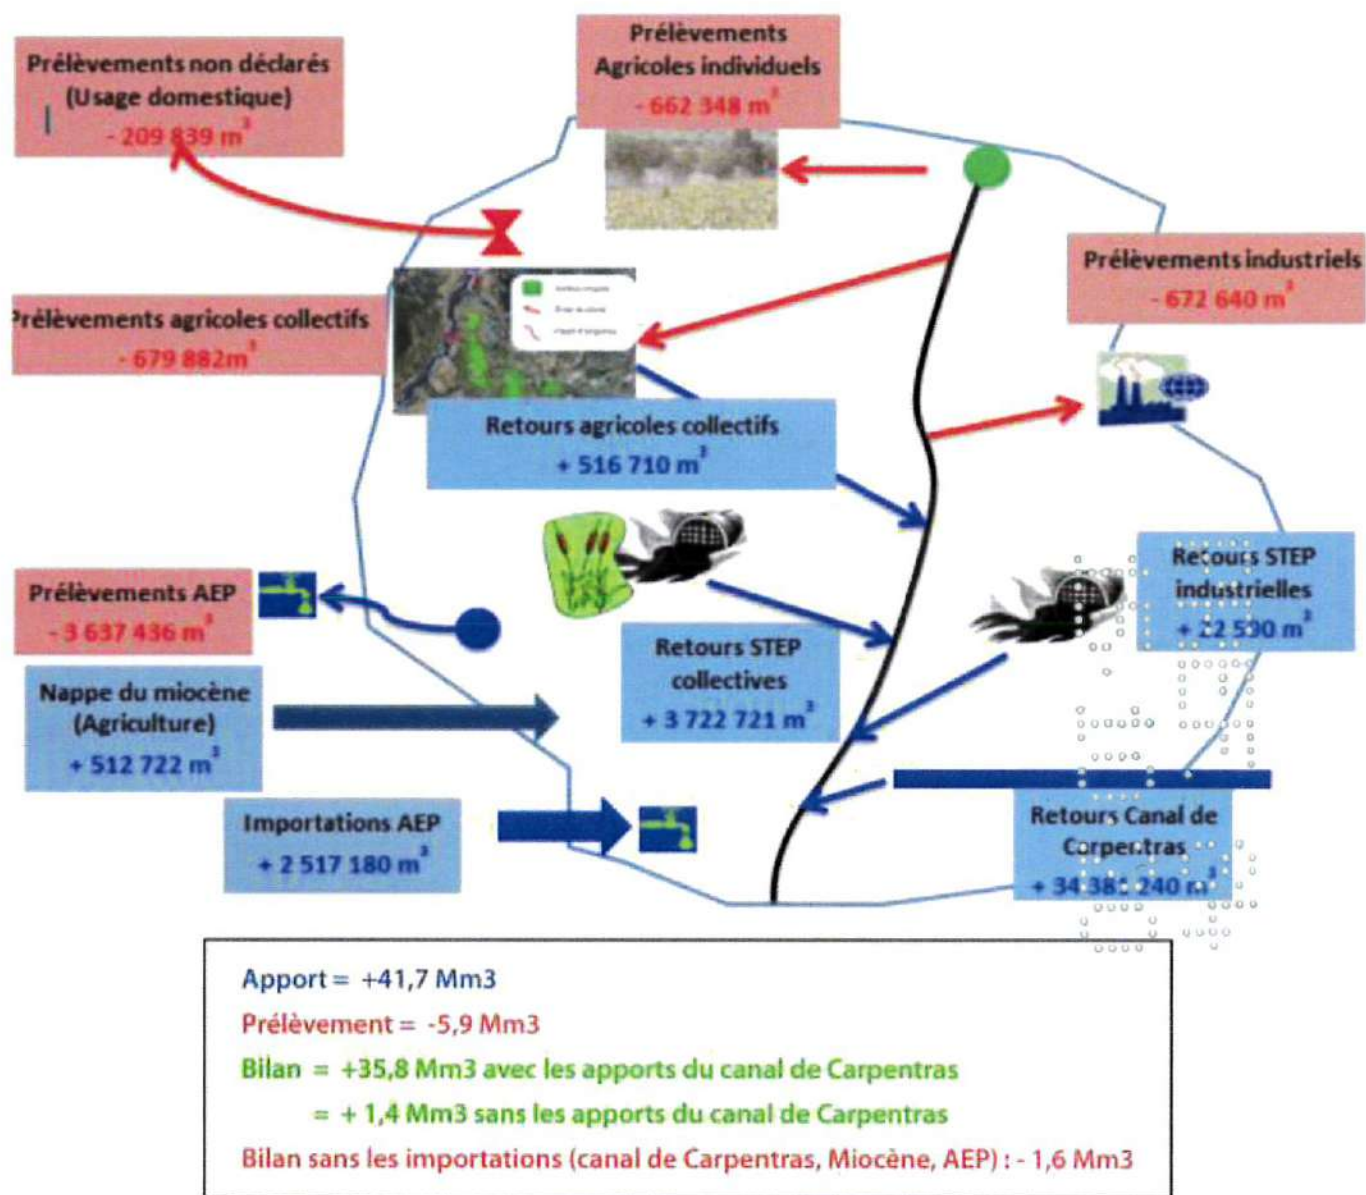 Prélèvements non déclarés
(Usage domestique)
- 209 839 m³
Prélèvements
Agricoles individuels
- 662 348 m³
Prélèvements industriels
- 672 640 m³
Prélèvements agricoles collectifs
- 679 882m³
Retours agricoles collectifs
+ 516 710 m³
Prélèvements AEP
- 3 637 436 m³
Retours STEP
industrielles
+ 22 590 m³
Retours STEP
collectives
+ 3 722 721 m³
Nappe du miocène
(Agriculture)
+ 512 722 m³
Importations AEP
+ 2 517 180 m³
Retours Canal de
Carpentras
+ 34 381 240 m³
Apport = +41,7 Mm3
Prélèvement = -5,9 Mm3
Bilan = +35,8 Mm3 avec les apports du canal de Carpentras
= + 1,4 Mm3 sans les apports du canal de Carpentras
Bilan sans les importations (canal de Carpentras, Miocène, AEP) : - 1,6 Mm3